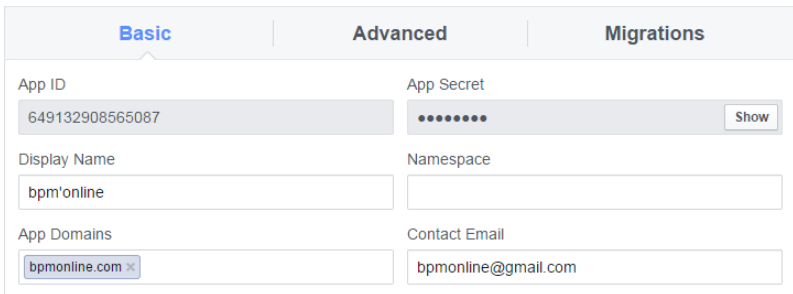 Basic Advanced Migrations
App ID App Secret
649132908565087 •••••••• Show
Display Name Namespace
bpm'online
App Domains Contact Email
bpmonline.com × bpmonline@gmail.com